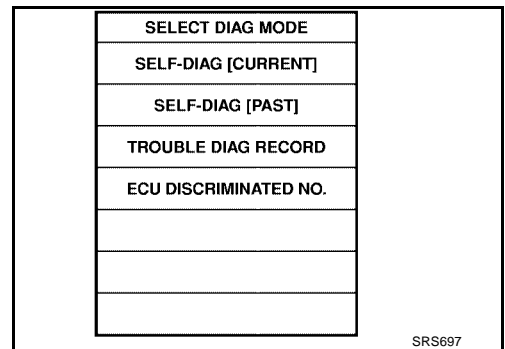 SELECT DIAG MODE
SELF-DIAG [CURRENT]
SELF-DIAG [PAST]
TROUBLE DIAG RECORD
ECU DISCRIMINATED NO.
SRS697